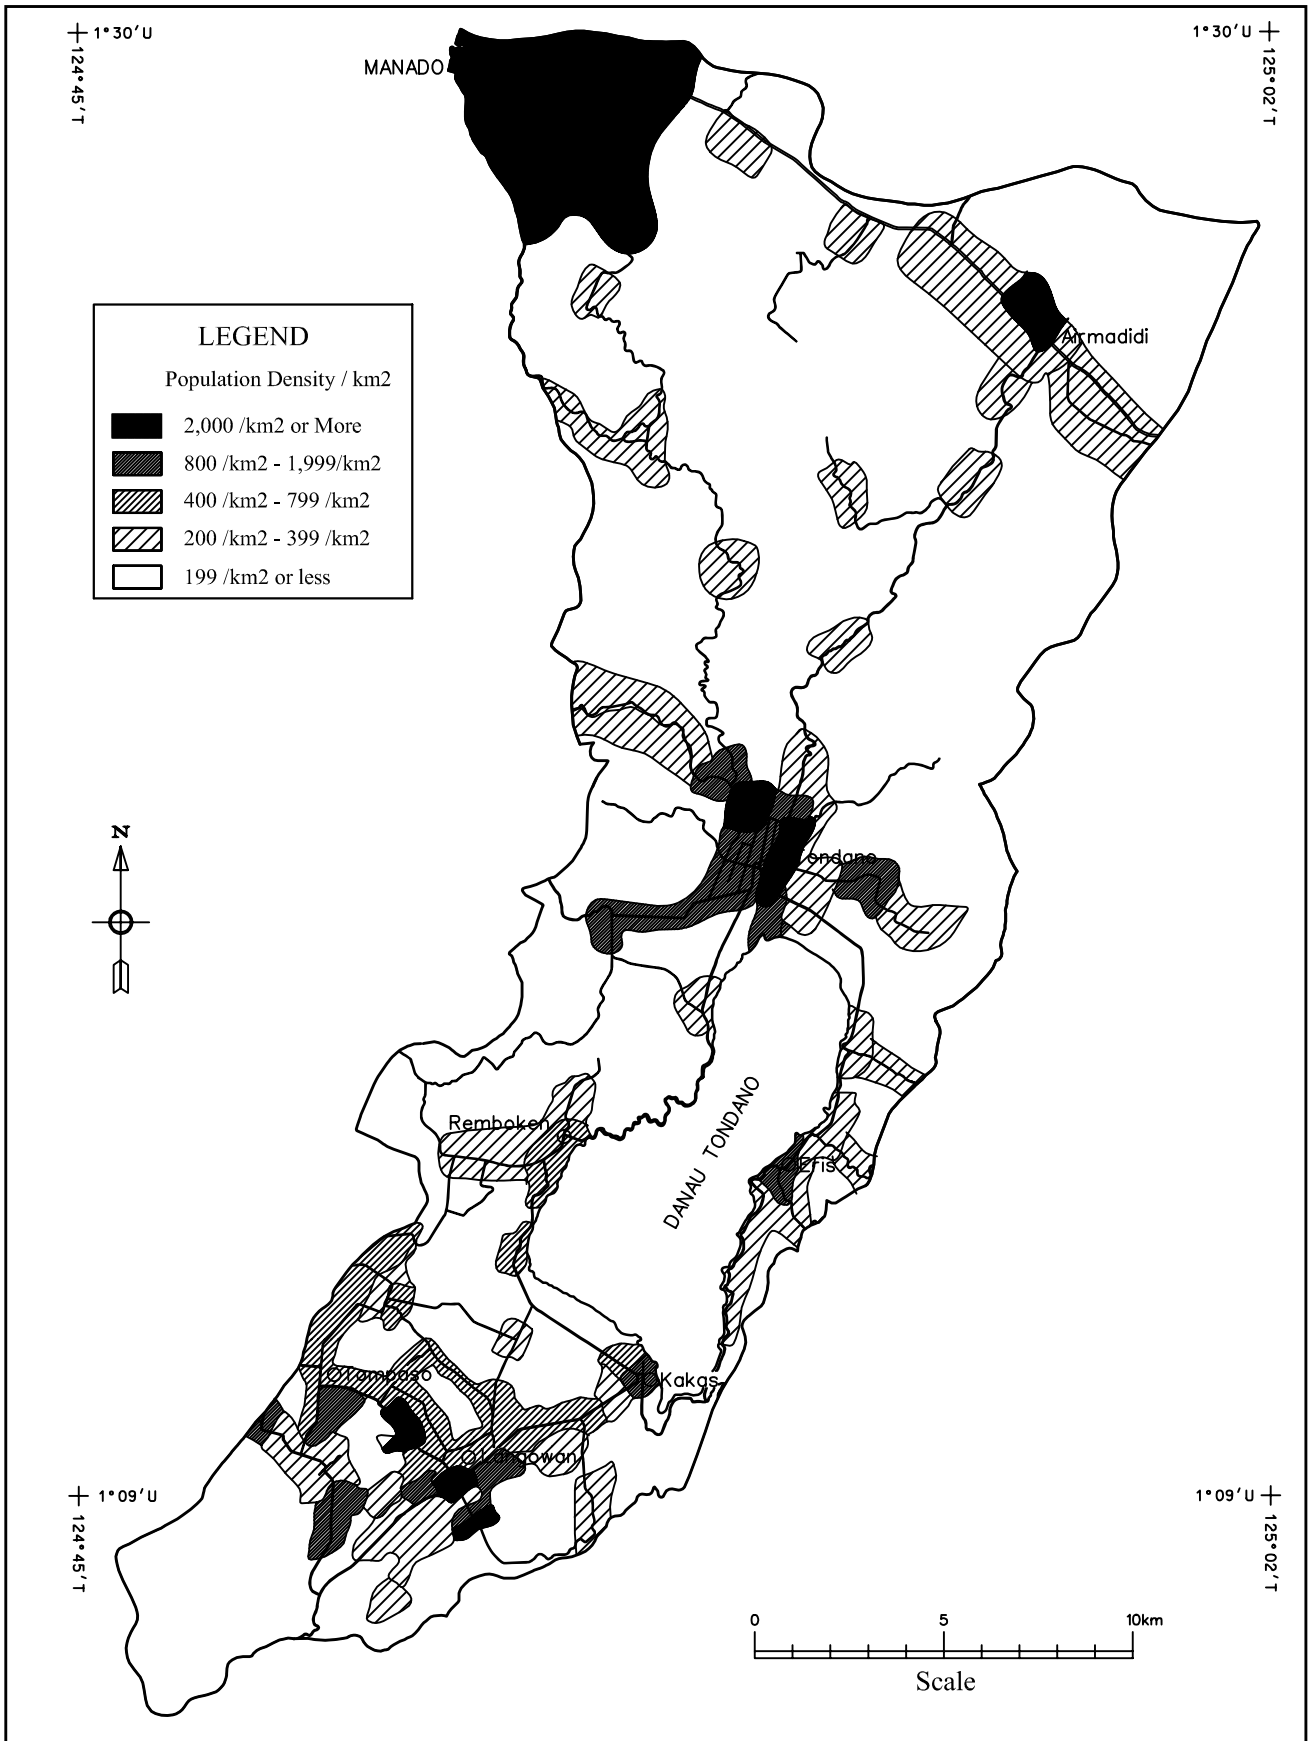 1°30'U
1°30'U
124°45'T
125°02'T
MANADO
Airmadidi
LEGEND
Population Density / km2
2,000 /km2 or More
800 /km2 - 1,999/km2
400 /km2 - 799 /km2
200 /km2 - 399 /km2
199 /km2 or less
N
Tondano
DANAU TONDANO
Remboken
Eris
Tompaso
Kakas
Langowan
1°09'U
1°09'U
124°45'T
125°02'T
0 5 10km
Scale